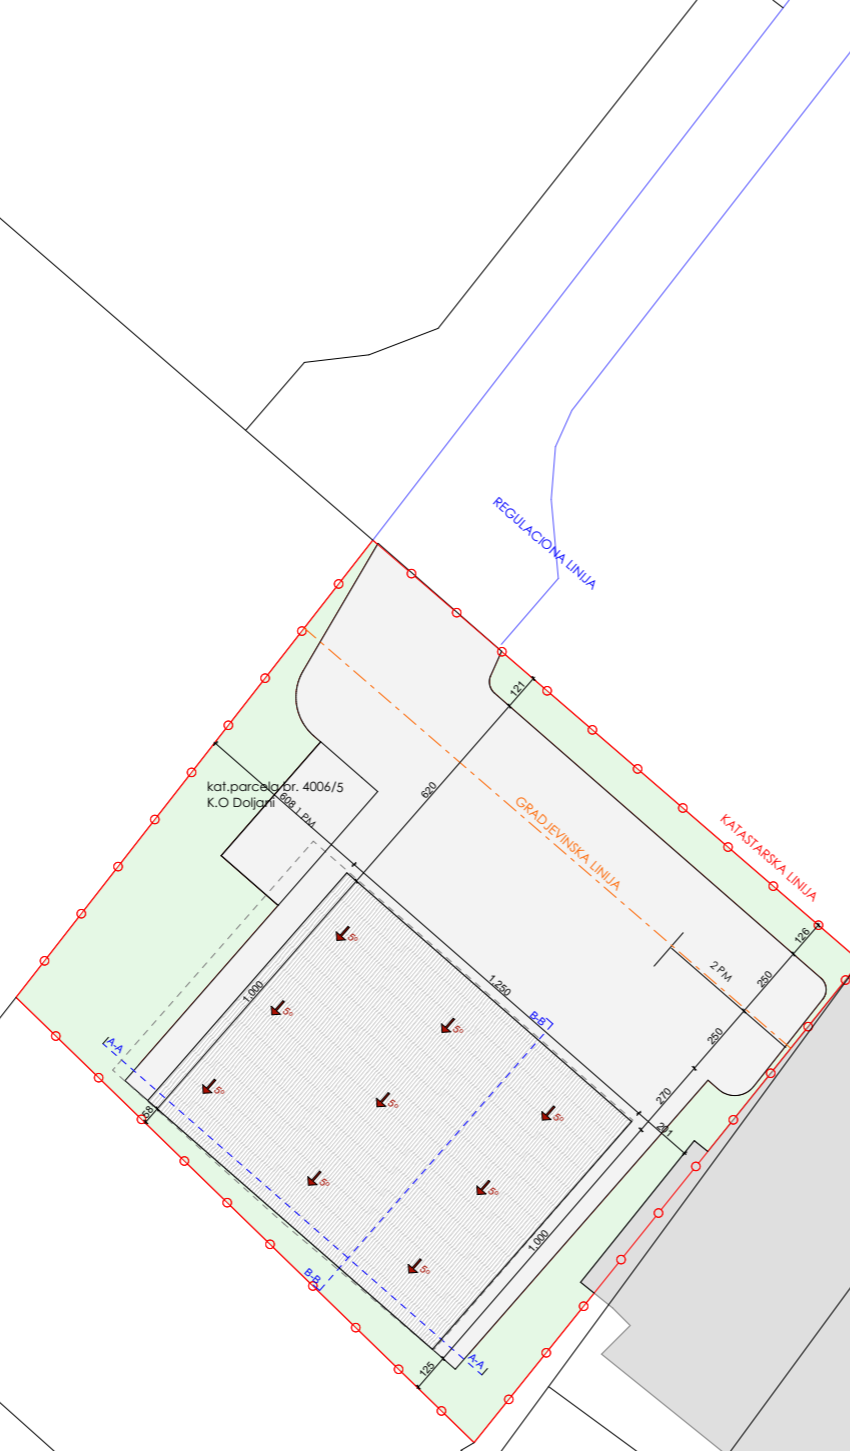 REGULACIONA LINIJA
121
kat.parcela br. 4006/5
K.O Doljani
608.1 PM
620
GRADJEVINSKA LINIJA
KATASTARSKA LINIJA
126
2 PM
250
250
270
1,250
1,000
5°
5°
5°
5°
5°
5°
5°
5°
5°
B-B
A-A
58
1,000
B-B
A-A
125